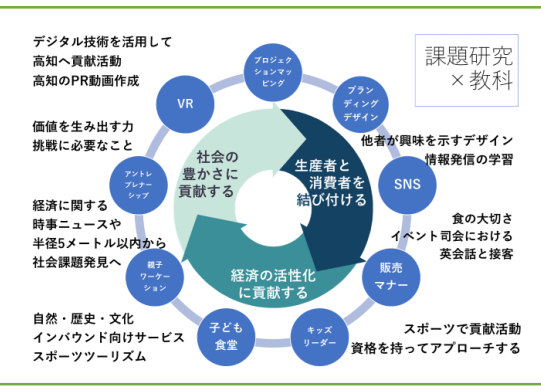 デジタル技術を活用して
高知へ貢献活動
高知のPR動画作成
課題研究
×教科
プロジェク
ションマッ
ピング
VR
ブラン
ディング
デザイン
価値を生み出す力
挑戦に必要なこと
他者が興味を示すデザイン
情報発信の学習
社会の
豊かさに
貢献する
生産者と
消費者を
結び付ける
アントレ
プレナー
シップ
SNS
経済に関する
時事ニュースや
半径5メートル以内から
社会課題発見へ
食の大切さ
イベント司会における
英会話と接客
経済の活性化
に貢献する
親子
ワーケー
ション
販売
マナー
自然・歴史・文化
インバウンド向けサービス
スポーツツーリズム
子ども
食堂
キッズ
リーダー
スポーツで貢献活動
資格を持ってアプローチする